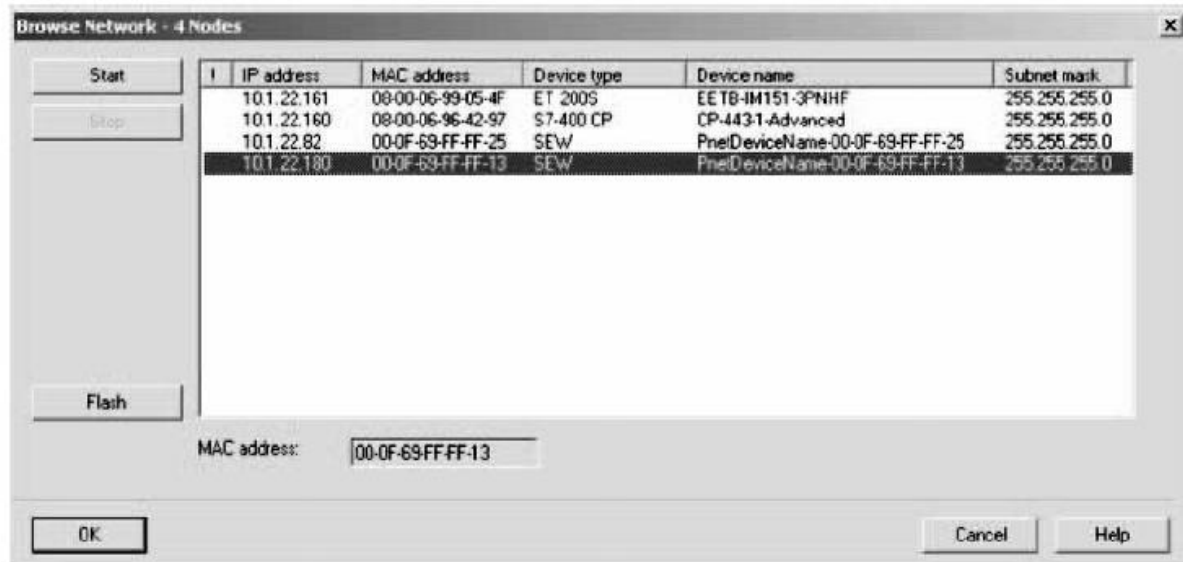 Browse Network - 4 Nodes
Start
Stop
Flash
! IP address MAC address Device type Device name Subnet mask
10.1.22.161 08-00-06-99-05-4F ET 200S EETB-IM151-3PNHF 255.255.255.0
10.1.22.160 08-00-06-96-42-97 S7-400 CP CP-443-1-Advanced 255.255.255.0
10.1.22.82 00-0F-69-FF-FF-25 SEW PnetDeviceName-00-0F-69-FF-FF-25 255.255.255.0
10.1.22.180 00-0F-69-FF-FF-13 SEW PnetDeviceName-00-0F-69-FF-FF-13 255.255.255.0
MAC address: 00-0F-69-FF-FF-13
OK Cancel Help